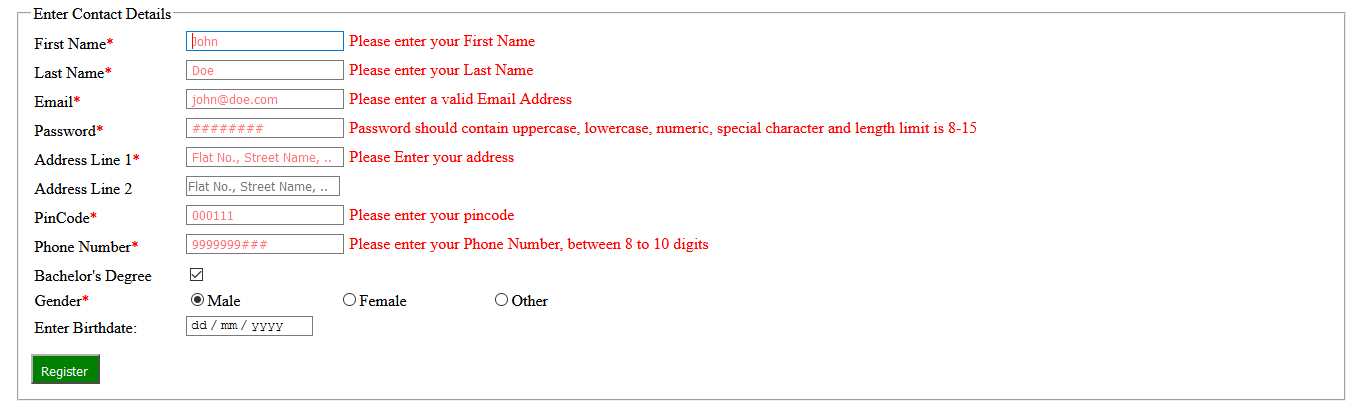 Enter Contact Details
First Name* John Please enter your First Name
Last Name* Doe Please enter your Last Name
Email* john@doe.com Please enter a valid Email Address
Password* ######## Password should contain uppercase, lowercase, numeric, special character and length limit is 8-15
Address Line 1* Flat No., Street Name, .. Please Enter your address
Address Line 2 Flat No., Street Name, ..
PinCode* 000111 Please enter your pincode
Phone Number* 9999999### Please enter your Phone Number, between 8 to 10 digits
Bachelor's Degree
Gender* Male Female Other
Enter Birthdate: dd / mm / yyyy
Register